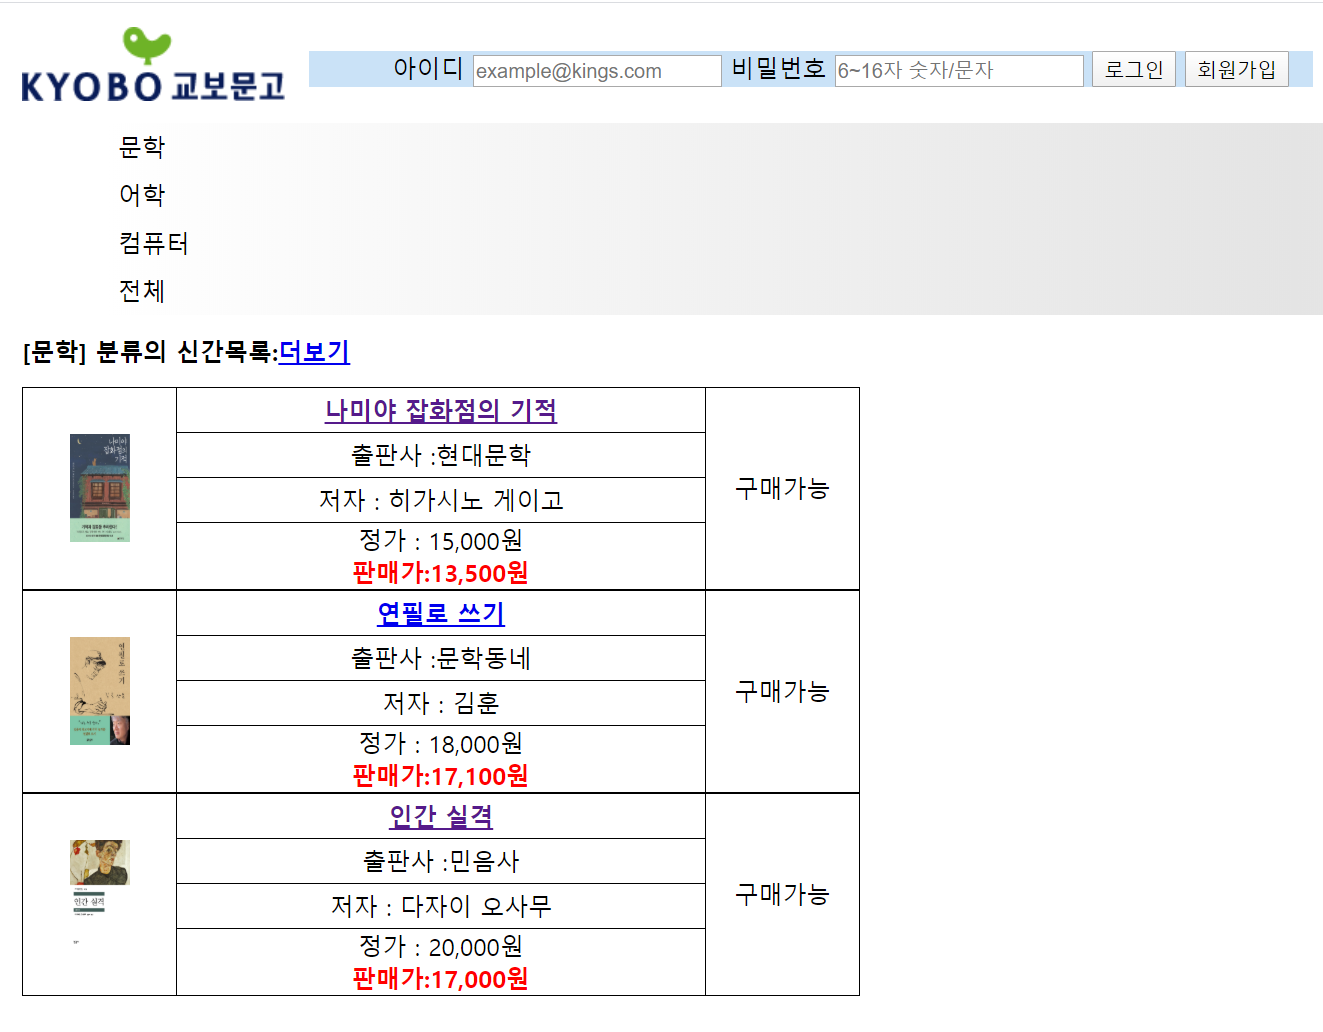 KYOBO 교보문고
아이디 example@kings.com 비밀번호 6~16자 숫자/문자 로그인 회원가입
문학
어학
컴퓨터
전체
[문학] 분류의 신간목록:더보기
나미야 잡화점의 기적
출판사 :현대문학
저자 : 히가시노 게이고
정가 : 15,000원
판매가:13,500원
구매가능
나미야
잡화점의
기적
연필로 쓰기
출판사 :문학동네
저자 : 김훈
정가 : 18,000원
판매가:17,100원
구매가능
연필로 쓰기
인간 실격
출판사 :민음사
저자 : 다자이 오사무
정가 : 20,000원
판매가:17,000원
구매가능
인간 실격